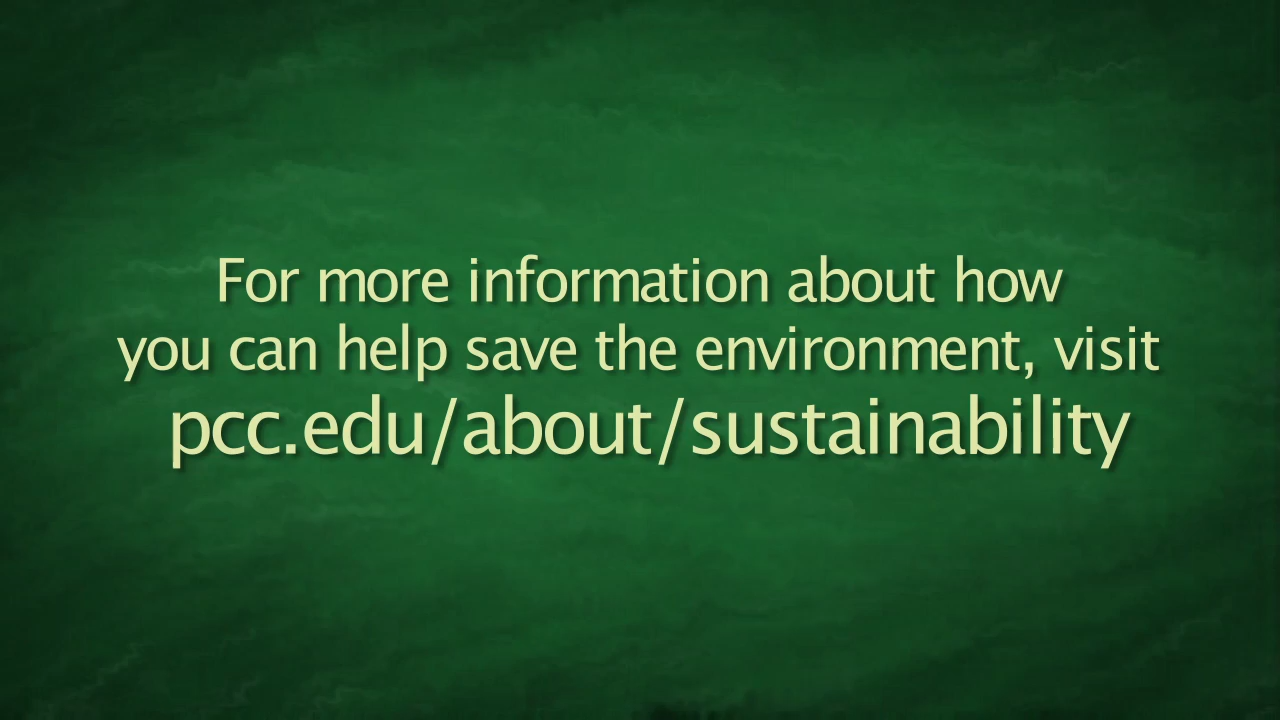 For more information about how
you can help save the environment, visit
pcc.edu/about/sustainability